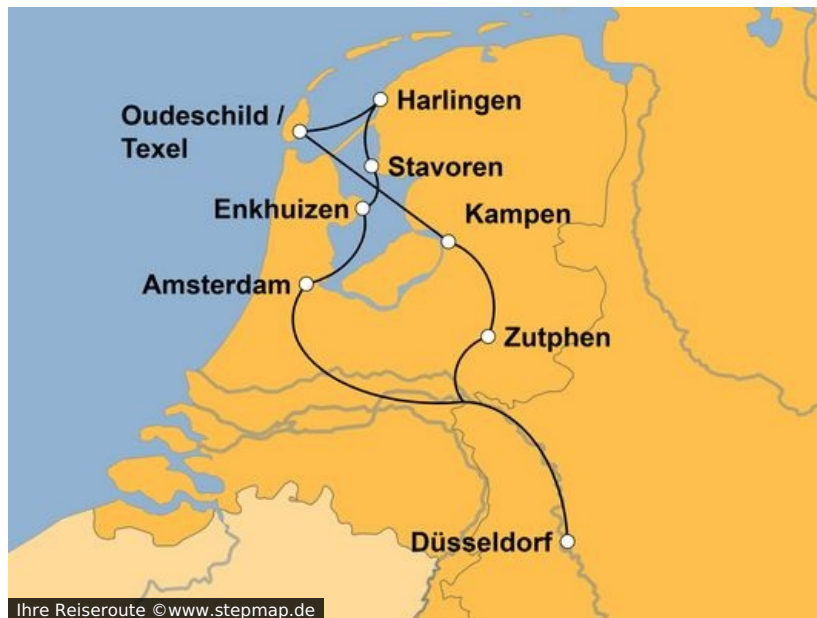 Harlingen
Oudeschild /
Texel
Stavoren
Enkhuizen
Kampen
Amsterdam
Zutphen
Düsseldorf
Ihre Reiseroute ©www.stepmap.de